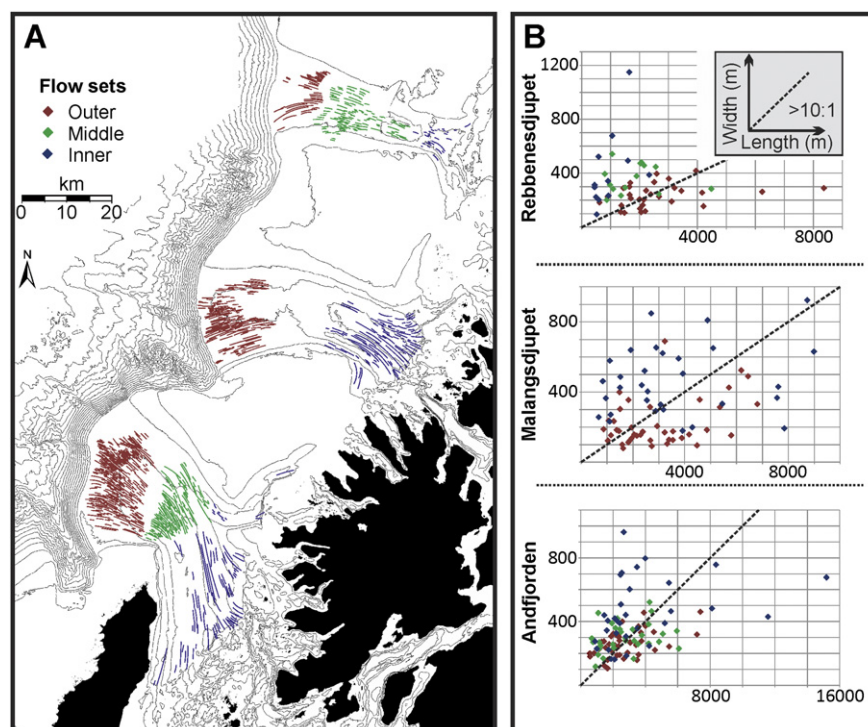 A
Flow sets
Outer
Middle
Inner
km
0 10 20
N
B
Rebbenesdjupet
1200
800
400
4000 8000
Width (m)
>10:1
Length (m)
Malangsdjupet
800
400
4000 8000
Andfjorden
800
400
8000 16000